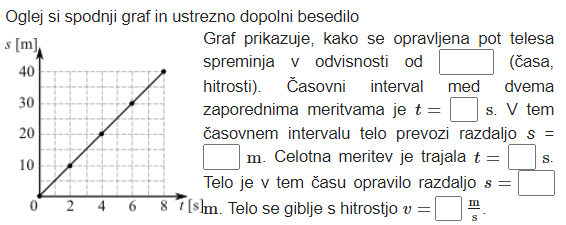 Oglej si spodnji graf in ustrezno dopolni besedilo
s [m]
40
30
20
10
0 2 4 6 8 t [s]
Graf prikazuje, kako se opravljena pot telesa
spreminja v odvisnosti od (časa,
hitrosti). Časovni interval med dvema
zaporednima meritvama je t = s. V tem
časovnem intervalu telo prevozi razdaljo s =
m. Celotna meritev je trajala t = s.
Telo je v tem času opravilo razdaljo s =
m. Telo se giblje s hitrostjo v = m/s.